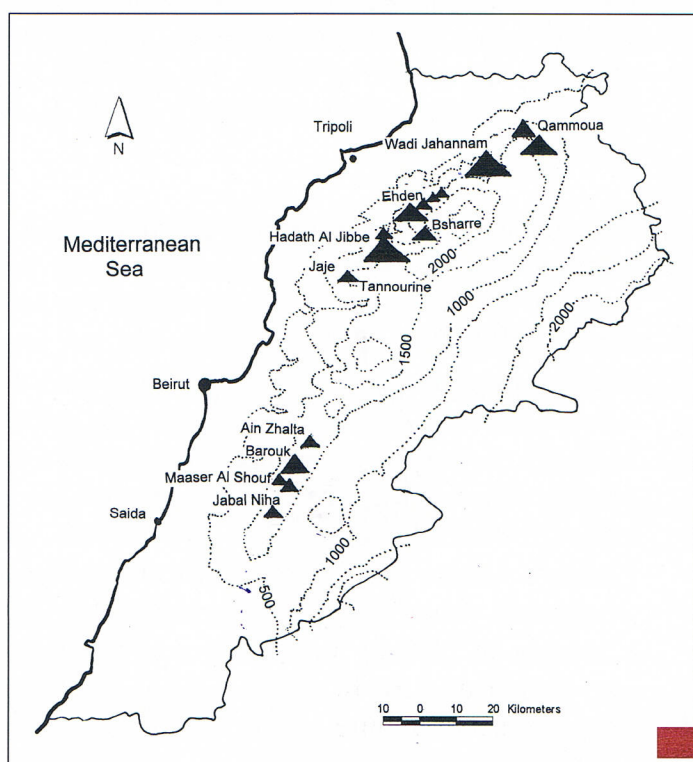 Tripoli
Qammoua
Wadi Jahannam
N
Ehden
Bsharre
Hadath Al Jibbe
Mediterranean
Sea
2000
Jaje
Tannourine
1000
2000
1500
Beirut
Ain Zhalta
Barouk
Maaser Al Shouf
Jabal Niha
Saida
1000
500
10 0 10 20 Kilometers